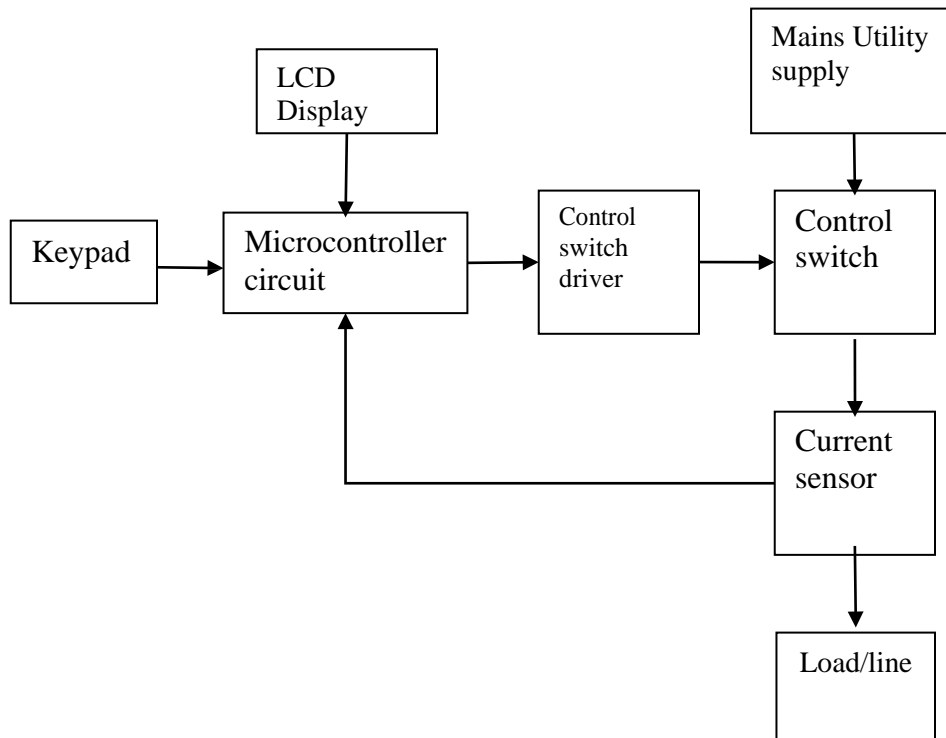 LCD
Display
Mains Utility
supply
Keypad
Microcontroller
circuit
Control
switch
driver
Control
switch
Current
sensor
Load/line